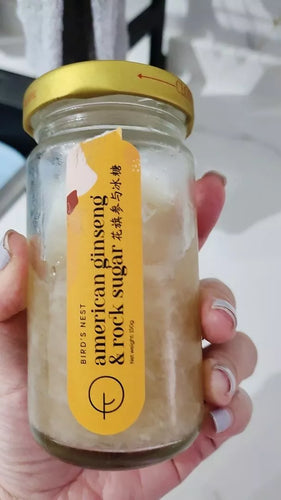 BIRD'S NEST
american ginseng
& rock sugar
花旗参与冰糖
Net weight: 150g